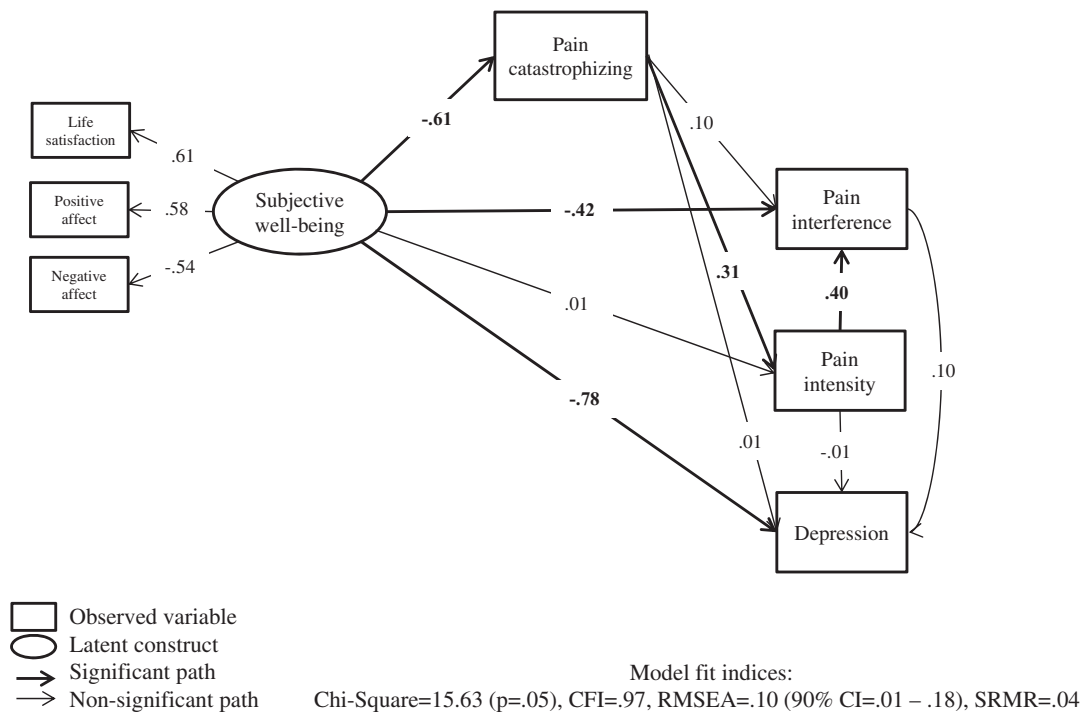 Pain
catastrophizing
-.61
.10
Life
satisfaction
.61
Positive
affect
.58
Negative
affect
-.54
Subjective
well-being
-.42
Pain
interference
.31
.40
.01
Pain
intensity
.10
-.78
.01
-.01
Depression
Observed variable
Latent construct
Significant path
Non-significant path
Model fit indices:
Chi-Square=15.63 (p=.05), CFI=.97, RMSEA=.10 (90% CI=.01 – .18), SRMR=.04